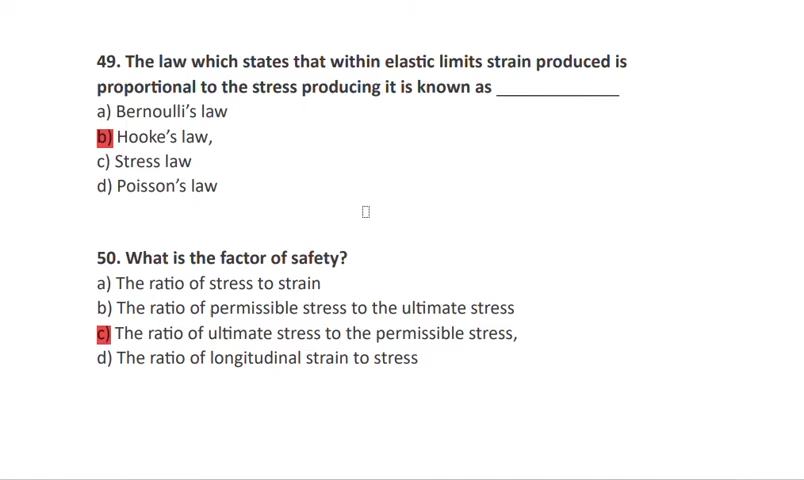 49. The law which states that within elastic limits strain produced is
proportional to the stress producing it is known as _____________
a) Bernoulli’s law
b) Hooke’s law,
c) Stress law
d) Poisson’s law
50. What is the factor of safety?
a) The ratio of stress to strain
b) The ratio of permissible stress to the ultimate stress
c) The ratio of ultimate stress to the permissible stress,
d) The ratio of longitudinal strain to stress